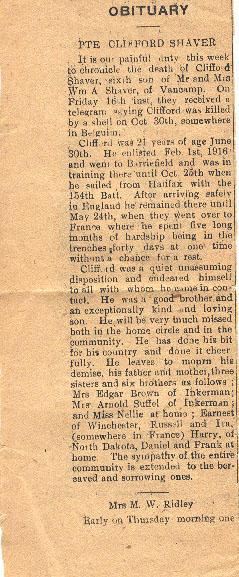 OBITUARY
PTE CLIFFORD SHAVER
It is our painful duty this week
to chronicle the death of Clifford
Shaver, sixth son of Mr and Mrs
Wm A Shaver, of Vancamp. On
Friday 16th inst, they received a
telegram saying Clifford was killed
by a shell on Oct. 30th, somewhere
in Belguim.
Clifford was 21 years of age June
30th. He enlisted Feb. 1st, 1916
and went to Barriefield and was in
training there until Oct. 25th when
he sailed from Halifax with the
154th Batt. After arriving safely
in England he remained there until
May 24th, when they went over to
France where he spent five long
months of hardship being in the
trenches forty days at one time
without a chance for a rest.
Clifford was a quiet unassuming
disposition and endeared himself
to all with whom he came in con-
tact. He was a good brother and
an exceptionally kind and loving
son. He will be very much missed
both in the home circle and in the
community. He has done his bit
for his country and done it cheer
fully. He leaves to mourn his
demise, his father and mother, three
sisters and six brothers as follows;
Mrs Edgar Brown of Inkerman;
Mrs Arnold Suffel of Inkerman;
and Miss Nellie at home; Earnest
of Winchester, Russell and Ira,
(somewhere in France) Harry, of
North Dakota, Daniel and Frank at
home. The sympathy of the entire
community is extended to the ber-
eaved and sorrowing ones.
Mrs M. W. Ridley
Early on Thursday morning one